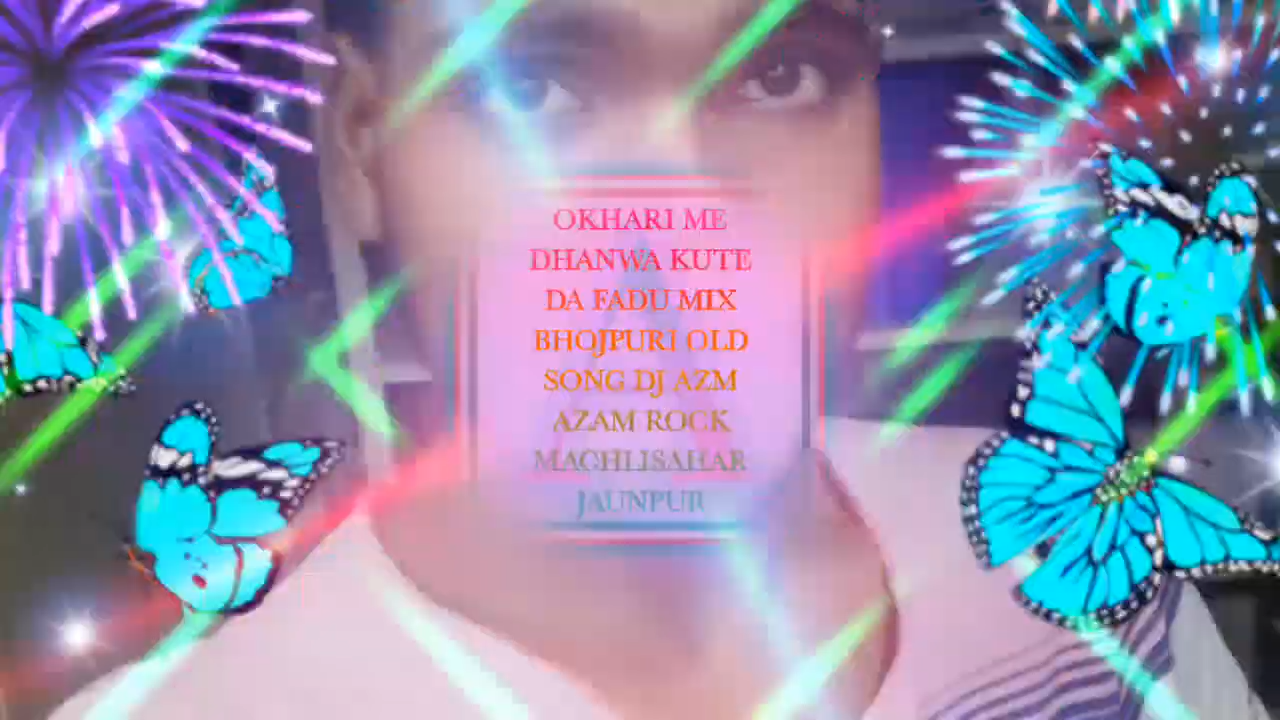 OKHARI ME
DHANWA KUTE
DA FADU MIX
BHOJPURI OLD
SONG DJ AZM
AZAM ROCK
MACHLISAHAR
JAUNPUR